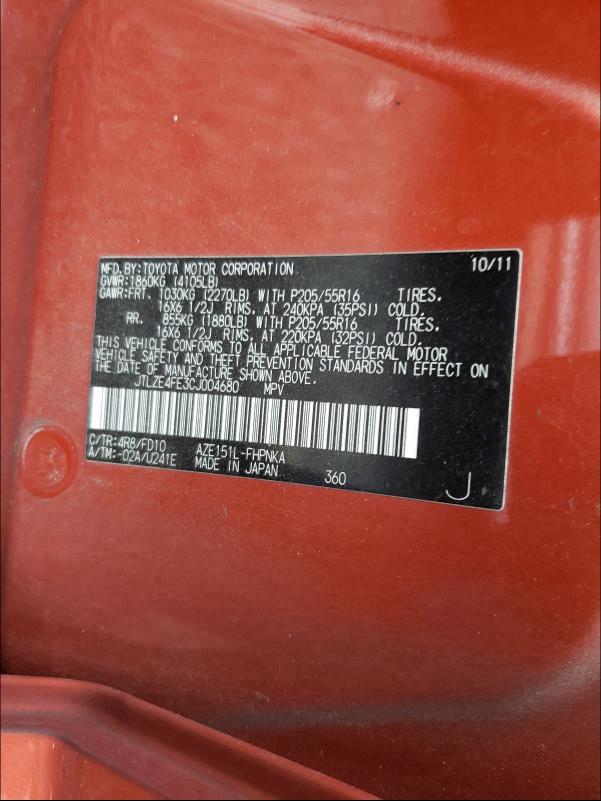 MFD. BY: TOYOTA MOTOR CORPORATION 10/11
GVWR: 1860KG (4105LB)
GAWR: FRT. 1030KG (2270LB) WITH P205/55R16 TIRES.
16X6 1/2J RIMS. AT 240KPA (35PSI) COLD.
RR. 855KG (1880LB) WITH P205/55R16 TIRES.
16X6 1/2J RIMS. AT 220KPA (32PSI) COLD.
THIS VEHICLE CONFORMS TO ALL APPLICABLE FEDERAL MOTOR
VEHICLE SAFETY AND THEFT PREVENTION STANDARDS IN EFFECT ON
THE DATE OF MANUFACTURE SHOWN ABOVE.
JTLZE4FE3CJ004680 MPV
C/TR: 4R8/FD10 AZE151L-FHPNKA
A/TM: -02A/U241E MADE IN JAPAN 360
J